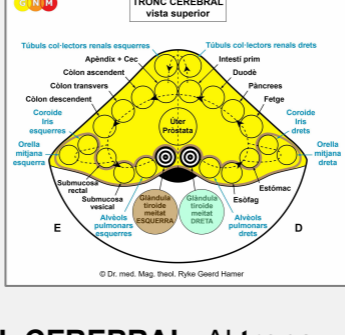 GNM
TRONC CEREBRAL
vista superior
Túbuls col·lectors renals esquerres
Túbuls col·lectors renals drets
Apèndix + Cec
Intestí prim
Còlon ascendent
Duodè
Còlon transvers
Pàncrees
Còlon descendent
Fetge
Coroide
Iris
esquerres
Coroide
Iris
drets
Úter
Pròstata
Orella
mitjana
esquerra
Orella
mitjana
dreta
Submucosa
rectal
Estómac
Submucosa
vesical
Esòfag
Glàndula
tiroide
meitat
ESQUERRA
Glàndula
tiroide
meitat
DRETA
Alvèols
pulmonars
esquerres
Alvèols
pulmonars
drets
E
D
© Dr. med. Mag. theol. Ryke Geerd Hamer
CEREBRAL